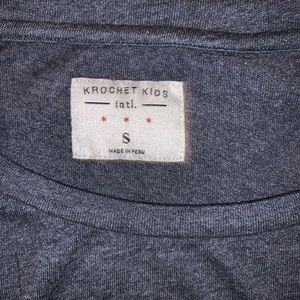 KROCHET KIDS
intl.
* * *
S
MADE IN PERU